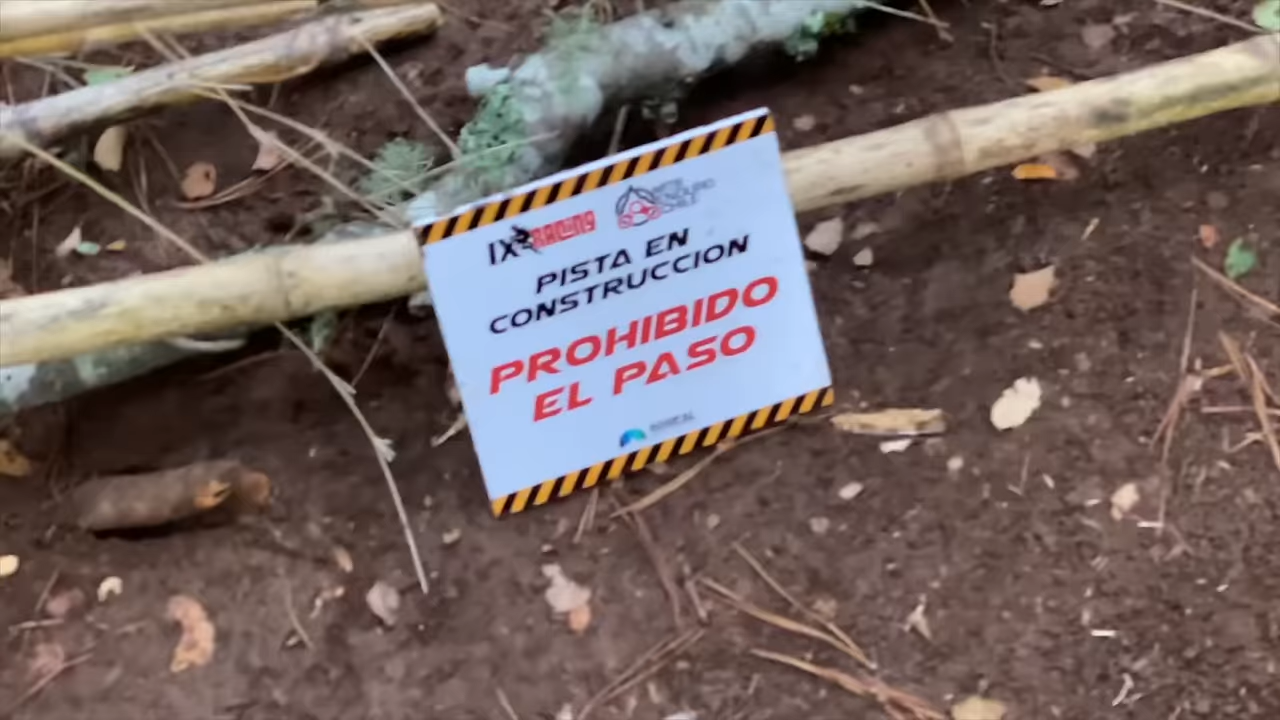 IX RACING
PISTA EN
CONSTRUCCION
PROHIBIDO
EL PASO